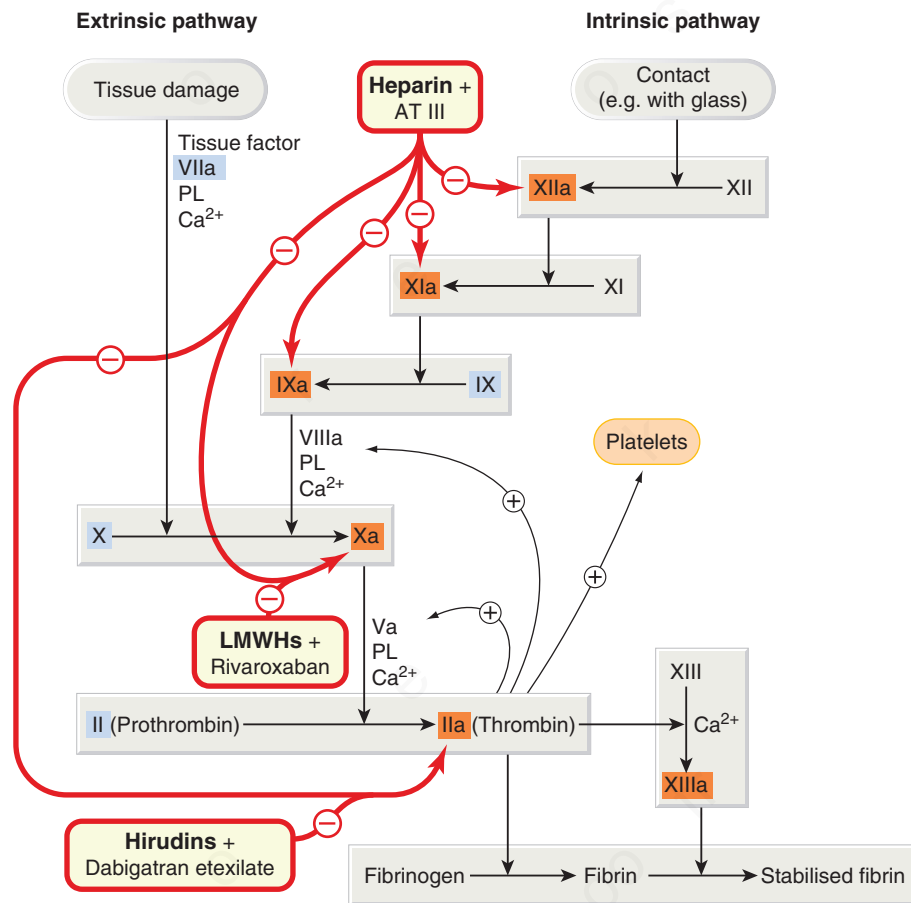 Extrinsic pathway
Intrinsic pathway
Tissue damage
Heparin +
AT III
Contact
(e.g. with glass)
Tissue factor
VIIa
PL
Ca²⁺
XIIa
XII
XIa
XI
IXa
IX
VIIIa
PL
Ca²⁺
Platelets
X
Xa
LMWHs +
Rivaroxaban
Va
PL
Ca²⁺
XIII
Ca²⁺
XIIIa
II (Prothrombin)
IIa (Thrombin)
Hirudins +
Dabigatran etexilate
Fibrinogen
Fibrin
Stabilised fibrin